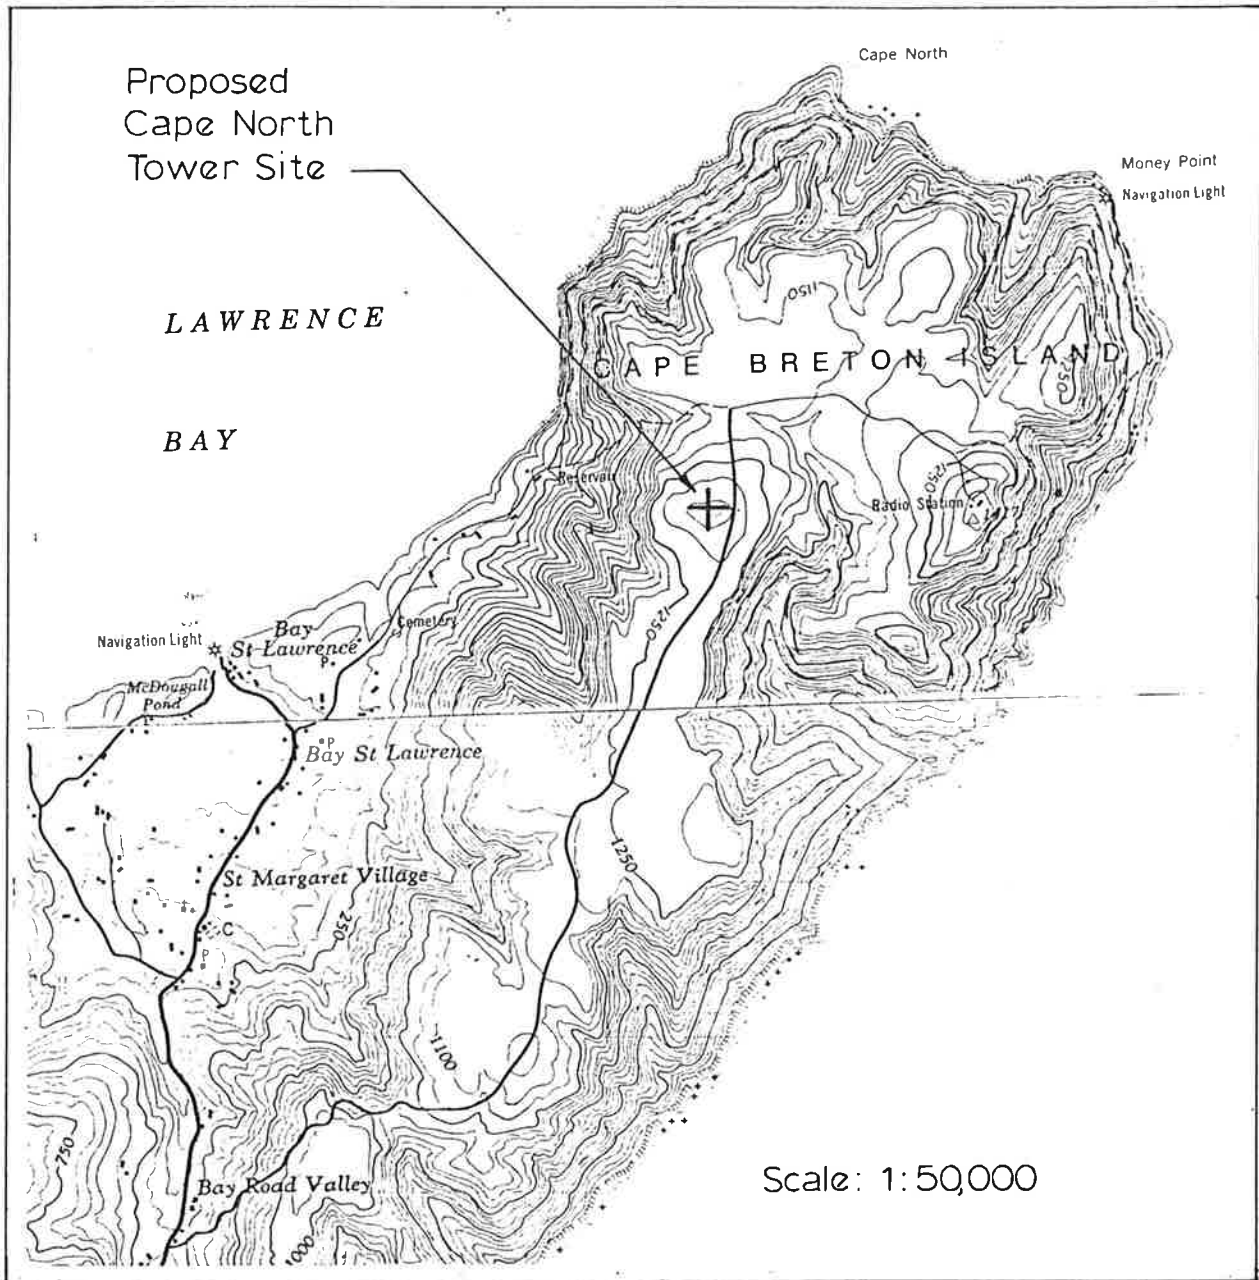 Cape North
Proposed
Cape North
Tower Site
Money Point
Navigation Light
LAWRENCE
BAY
1150
CAPE BRETON ISLAND
1250
1250
Reservoir
Radio Station
1250
Cemetery
Navigation Light
Bay
St Lawrence
P
McDougall
Pond
P
Bay St Lawrence
1250
St Margaret Village
250
C
P
1100
750
Bay Road Valley
1000
Scale: 1:50,000